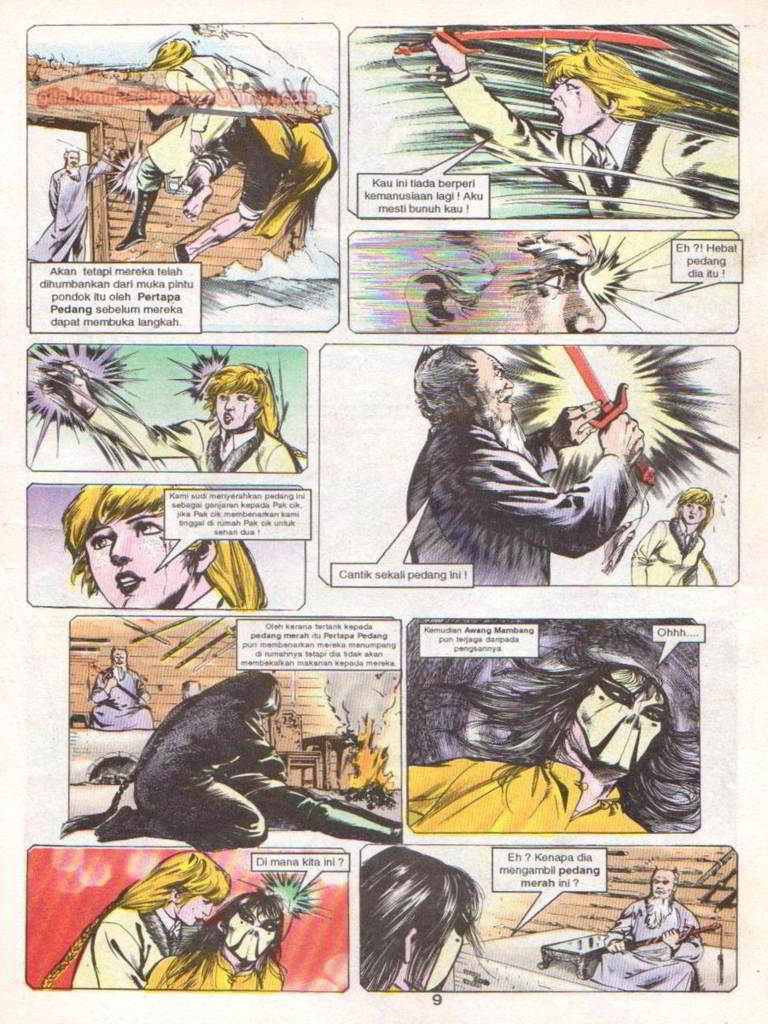 Akan tetapi mereka telah
dihumbankan dari muka pintu
pondok itu oleh Pertapa
Pedang sebelum mereka
dapat membuka langkah.
Kau ini tiada berperi
kemanusiaan lagi ! Aku
mesti bunuh kau !
Eh ?! Hebat
pedang
dia itu !
Kami sudi menyerahkan pedang ini
sebagai ganjaran kepada Pak cik,
jika Pak cik membenarkan kami
tinggal di rumah Pak cik untuk
sehari dua !
Cantik sekali pedang ini !
Oleh kerana tertarik kepada
pedang merah itu Pertapa Pedang
pun membenarkan mereka menumpang
di rumahnya tetapi dia tidak akan
membekalkan makanan kepada mereka.
Kemudian Awang Mambang
pun terjaga daripada
pengsannya.
Ohhh....
Di mana kita ini ?
Eh ? Kenapa dia
mengambil pedang
merah ini ?
9